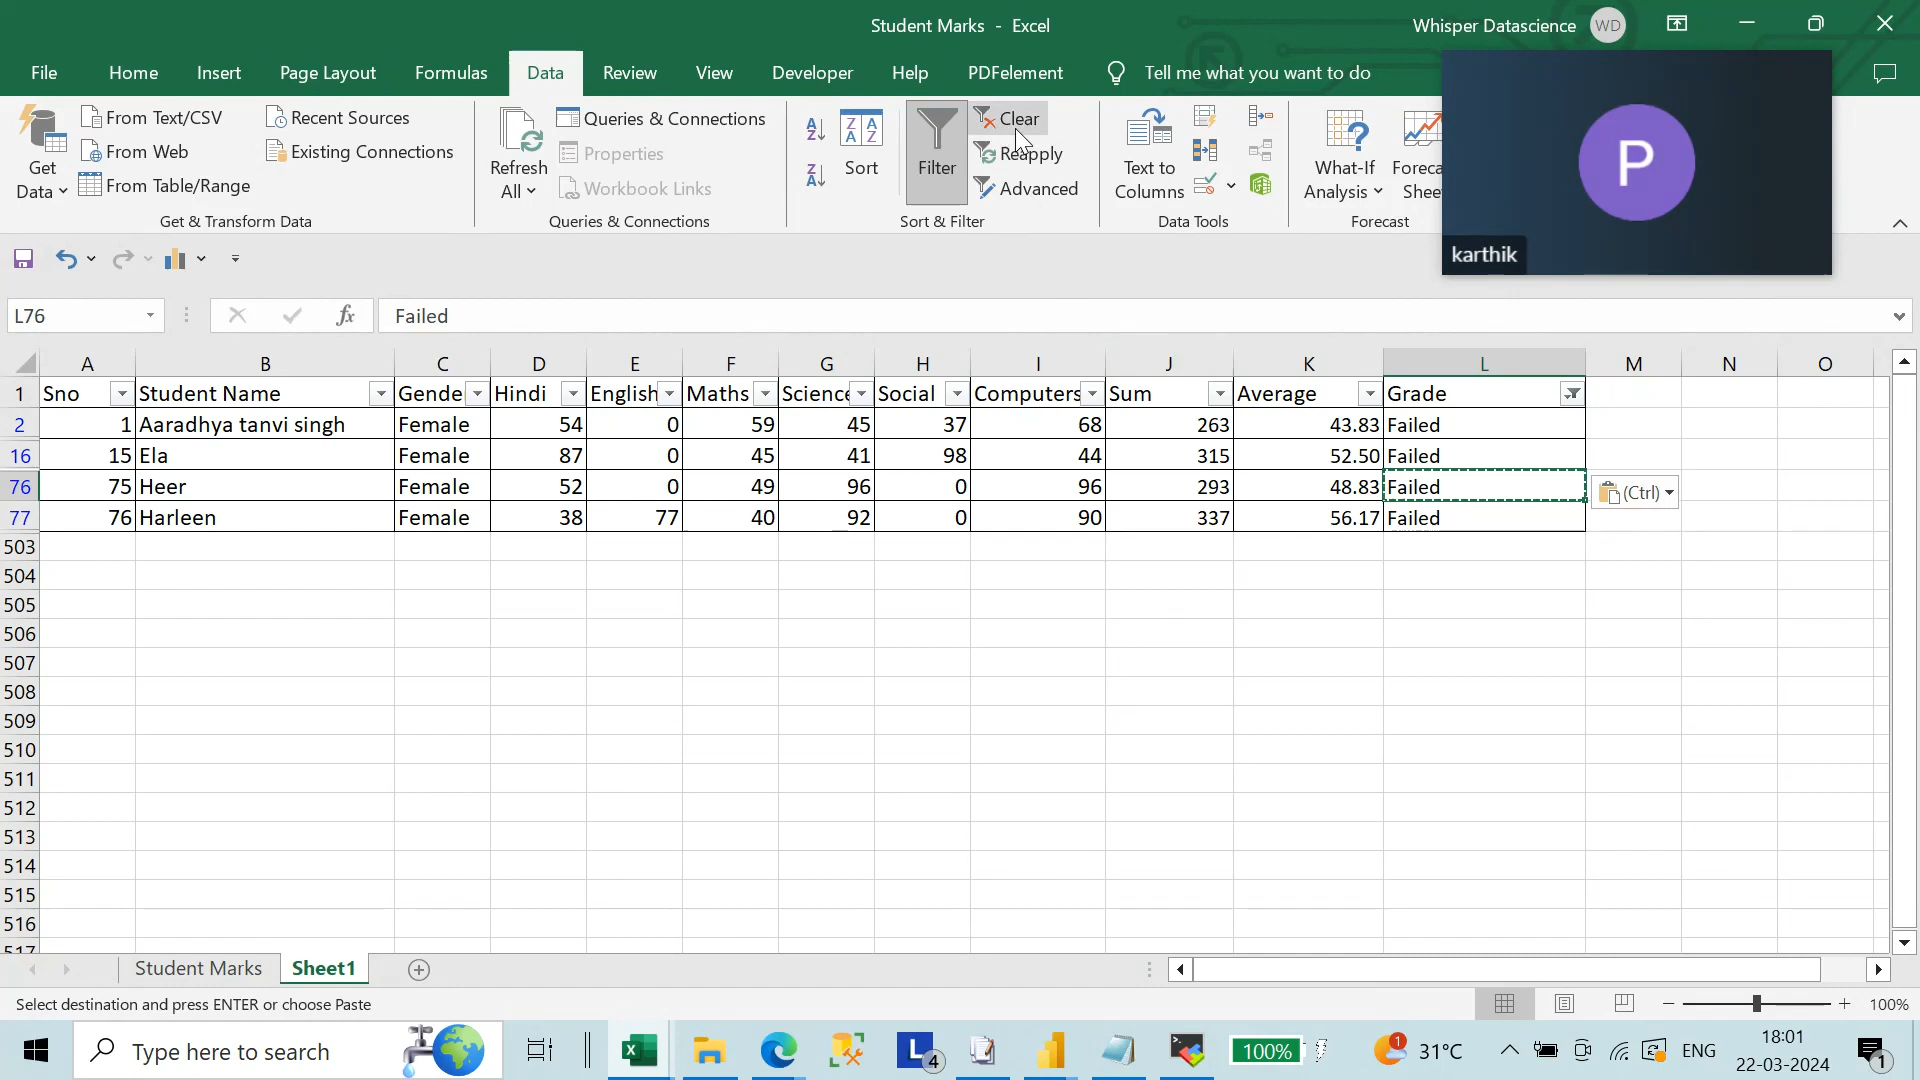 Student Marks - Excel
Whisper Datascience WD
File Home Insert Page Layout Formulas Data Review View Developer Help PDFelement Tell me what you want to do
Get Data
From Text/CSV
From Web
From Table/Range
Recent Sources
Existing Connections
Get & Transform Data
Refresh All
Queries & Connections
Properties
Workbook Links
Queries & Connections
Sort
Filter
Clear
Reapply
Advanced
Sort & Filter
Text to Columns
Data Tools
What-If Analysis
Foreca
Shee
Forecast
P
karthik
L76 fx Failed
A B C D E F G H I J K L M N O
1 Sno Student Name Gende Hindi English Maths Science Social Computers Sum Average Grade
2 1 Aaradhya tanvi singh Female 54 0 59 45 37 68 263 43.83 Failed
16 15 Ela Female 87 0 45 41 98 44 315 52.50 Failed
76 75 Heer Female 52 0 49 96 0 96 293 48.83 Failed (Ctrl)
77 76 Harleen Female 38 77 40 92 0 90 337 56.17 Failed
503
504
505
506
507
508
509
510
511
512
513
514
515
516
517
Student Marks Sheet1
Select destination and press ENTER or choose Paste
100%
Type here to search
4
100%
1
31°C
ENG
18:01
22-03-2024
1